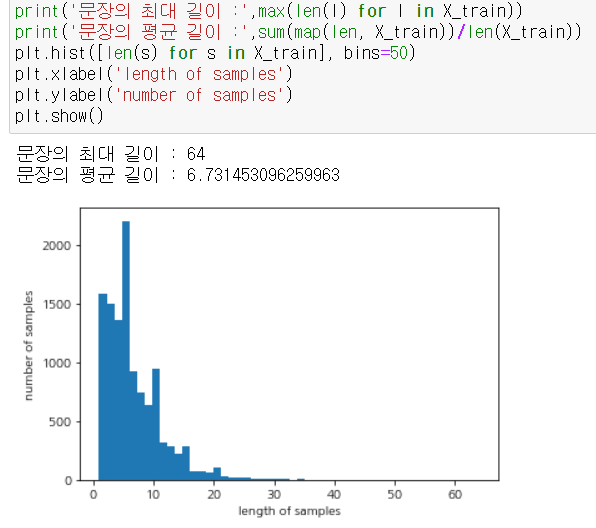 print('문장의 최대 길이 :',max(len(l) for l in X_train))
print('문장의 평균 길이 :',sum(map(len, X_train))/len(X_train))
plt.hist([len(s) for s in X_train], bins=50)
plt.xlabel('length of samples')
plt.ylabel('number of samples')
plt.show()
문장의 최대 길이 : 64
문장의 평균 길이 : 6.731453096259963
number of samples
2000
1500
1000
500
0
0 10 20 30 40 50 60
length of samples